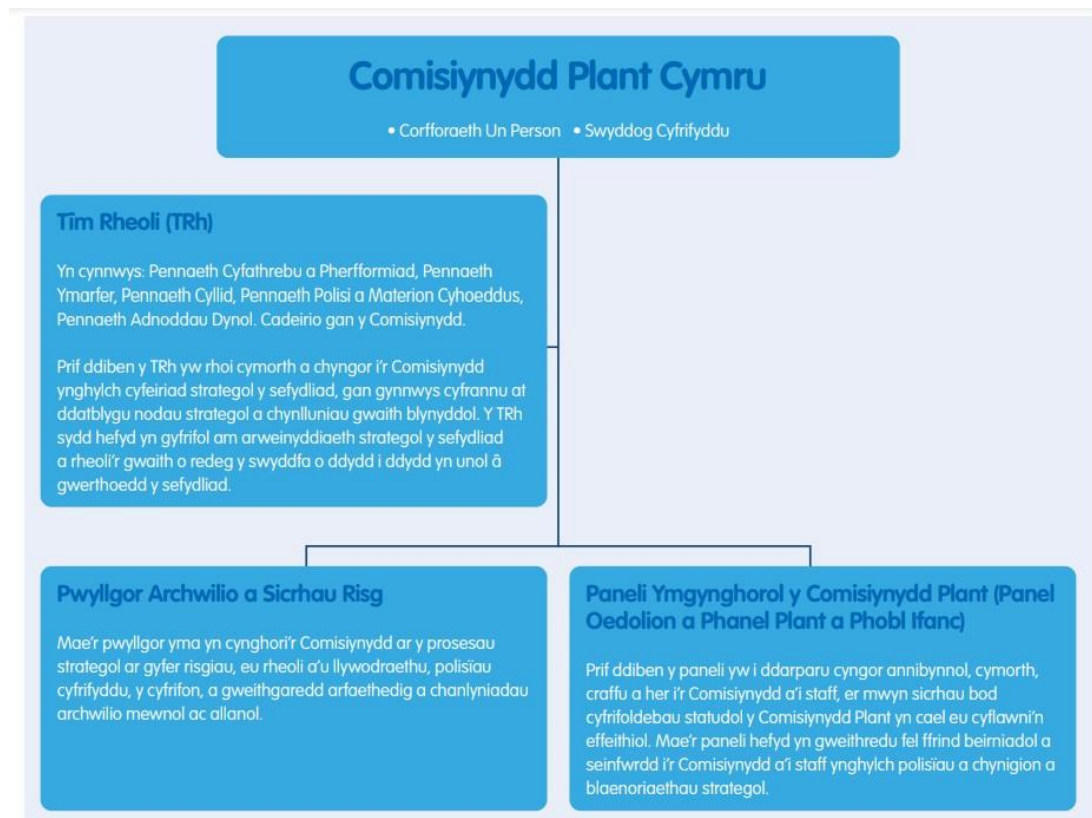 Comisiynydd Plant Cymru
• Corfforaeth Un Person • Swyddog Cyfrifyddu
Tîm Rheoli (TRh)
Yn cynnwys: Pennaeth Cyfathrebu a Pherfformiad, Pennaeth
Ymarfer, Pennaeth Cyllid, Pennaeth Polisi a Materion Cyhoeddus,
Pennaeth Adnoddau Dynol. Cadeirio gan y Comisiynydd.
Prif ddiben y TRh yw rhoi cymorth a chyngor i'r Comisiynydd
ynghylch cyfeiriad strategol y sefydliad, gan gynnwys cyfrannu at
ddatblygu nodau strategol a chynlluniau gwaith blynyddol. Y TRh
sydd hefyd yn gyfrifol am arweinyddiaeth strategol y sefydliad
a rheoli'r gwaith o redeg y swyddfa o ddydd i ddydd yn unol â
gwerthoedd y sefydliad.
Pwyllgor Archwilio a Sicrhau Risg
Mae'r pwyllgor yma yn cynghori'r Comisiynydd ar y prosesau
strategol ar gyfer risgiau, eu rheoli a'u llywodraethu, polisïau
cyfrifyddu, y cyfrifon, a gweithgaredd arfaethedig a chanlyniadau
archwilio mewnol ac allanol.
Paneli Ymgynghorol y Comisiynydd Plant (Panel
Oedolion a Phanel Plant a Phobl Ifanc)
Prif ddiben y paneli yw i ddarparu cyngor annibynnol, cymorth,
craffu a her i'r Comisiynydd a'i staff, er mwyn sicrhau bod
cyfrifoldebau statudol y Comisiynydd Plant yn cael eu cyflawni'n
effeithiol. Mae'r paneli hefyd yn gweithredu fel ffrind beirniadol a
seinfwrdd i'r Comisiynydd a'i staff ynghylch polisïau a chynigion a
blaenoriaethau strategol.